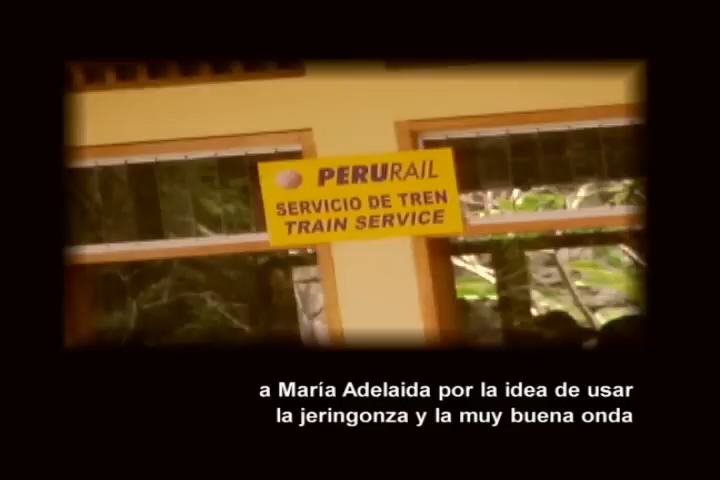 PERURAIL
SERVICIO DE TREN
TRAIN SERVICE
a María Adelaida por la idea de usar
la jeringonza y la muy buena onda